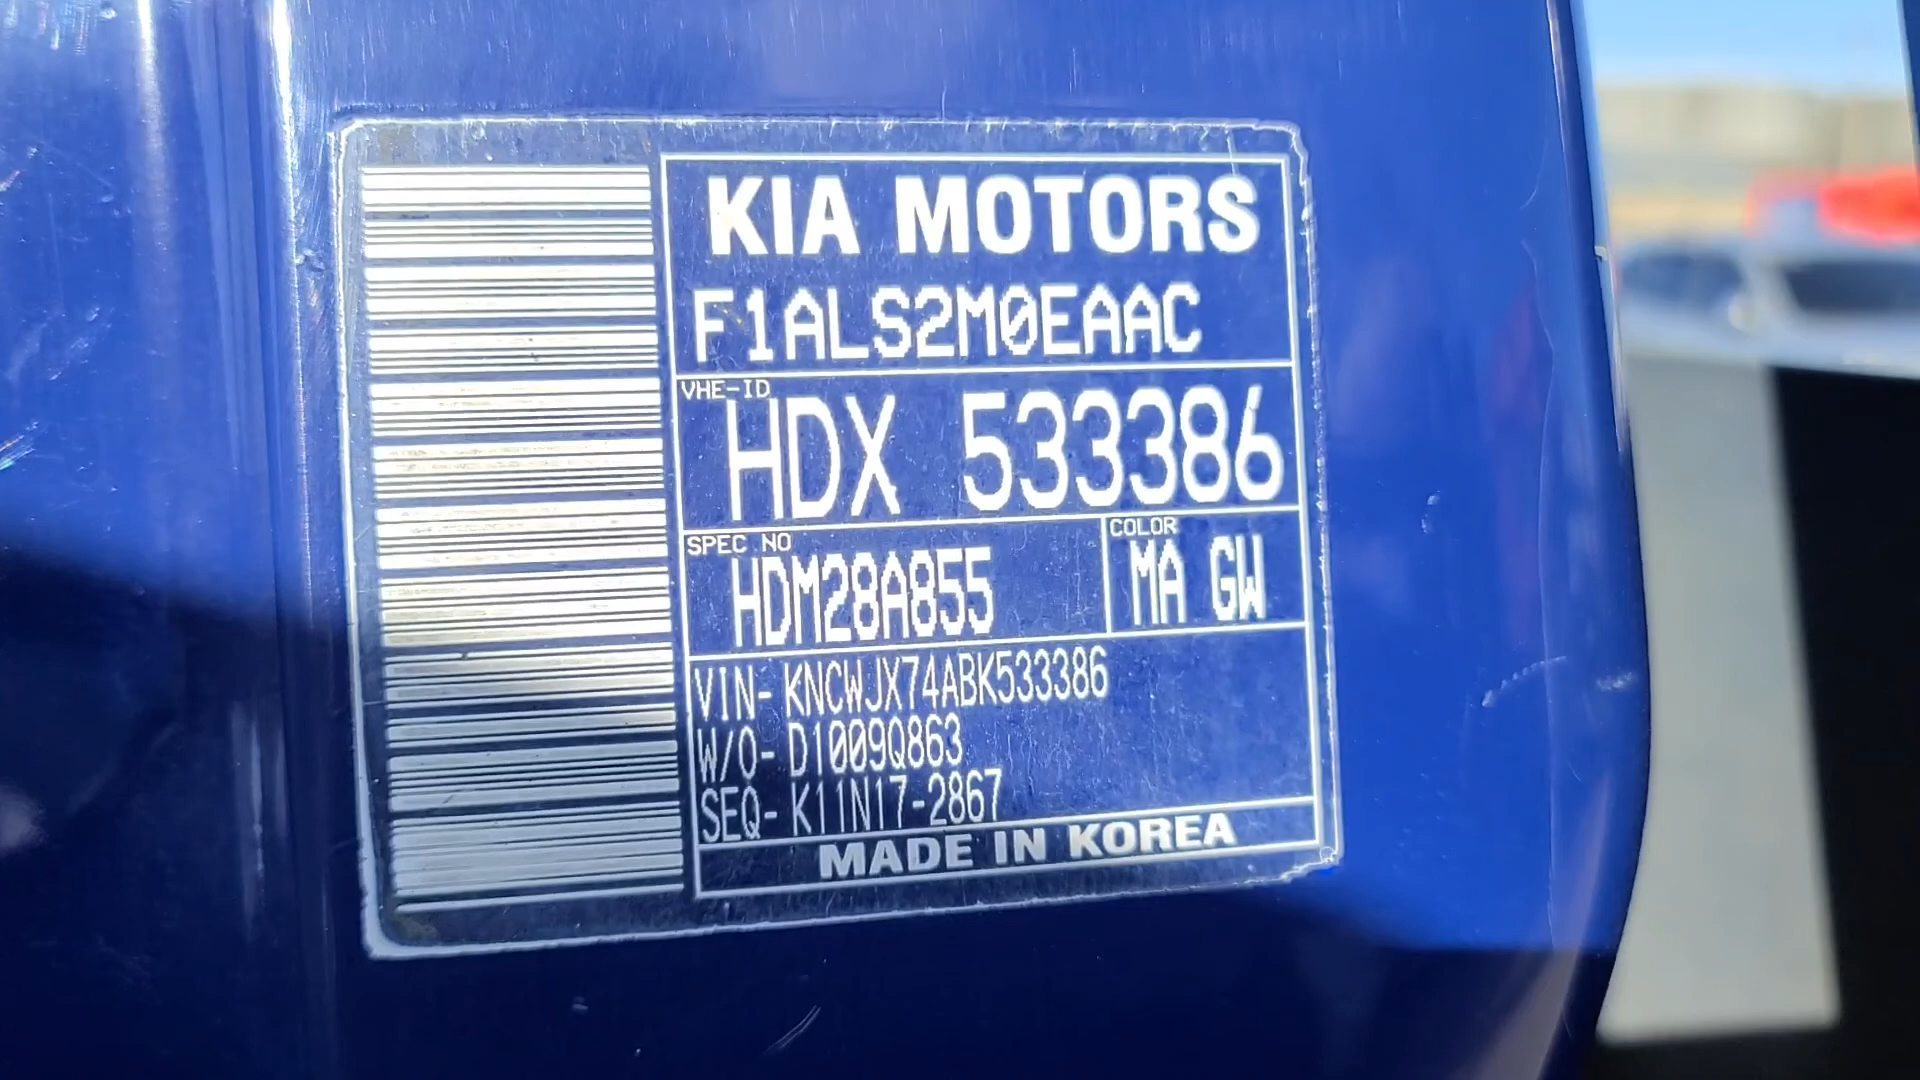 KIA MOTORS
F1ALS2M0EAAC
VHE-ID
HDX 533386
SPEC NO
HDM28A855
COLOR
MA GW
VIN- KNCWJX74ABK533386
W/O- D1009Q863
SEQ- K11N17-2867
MADE IN KOREA